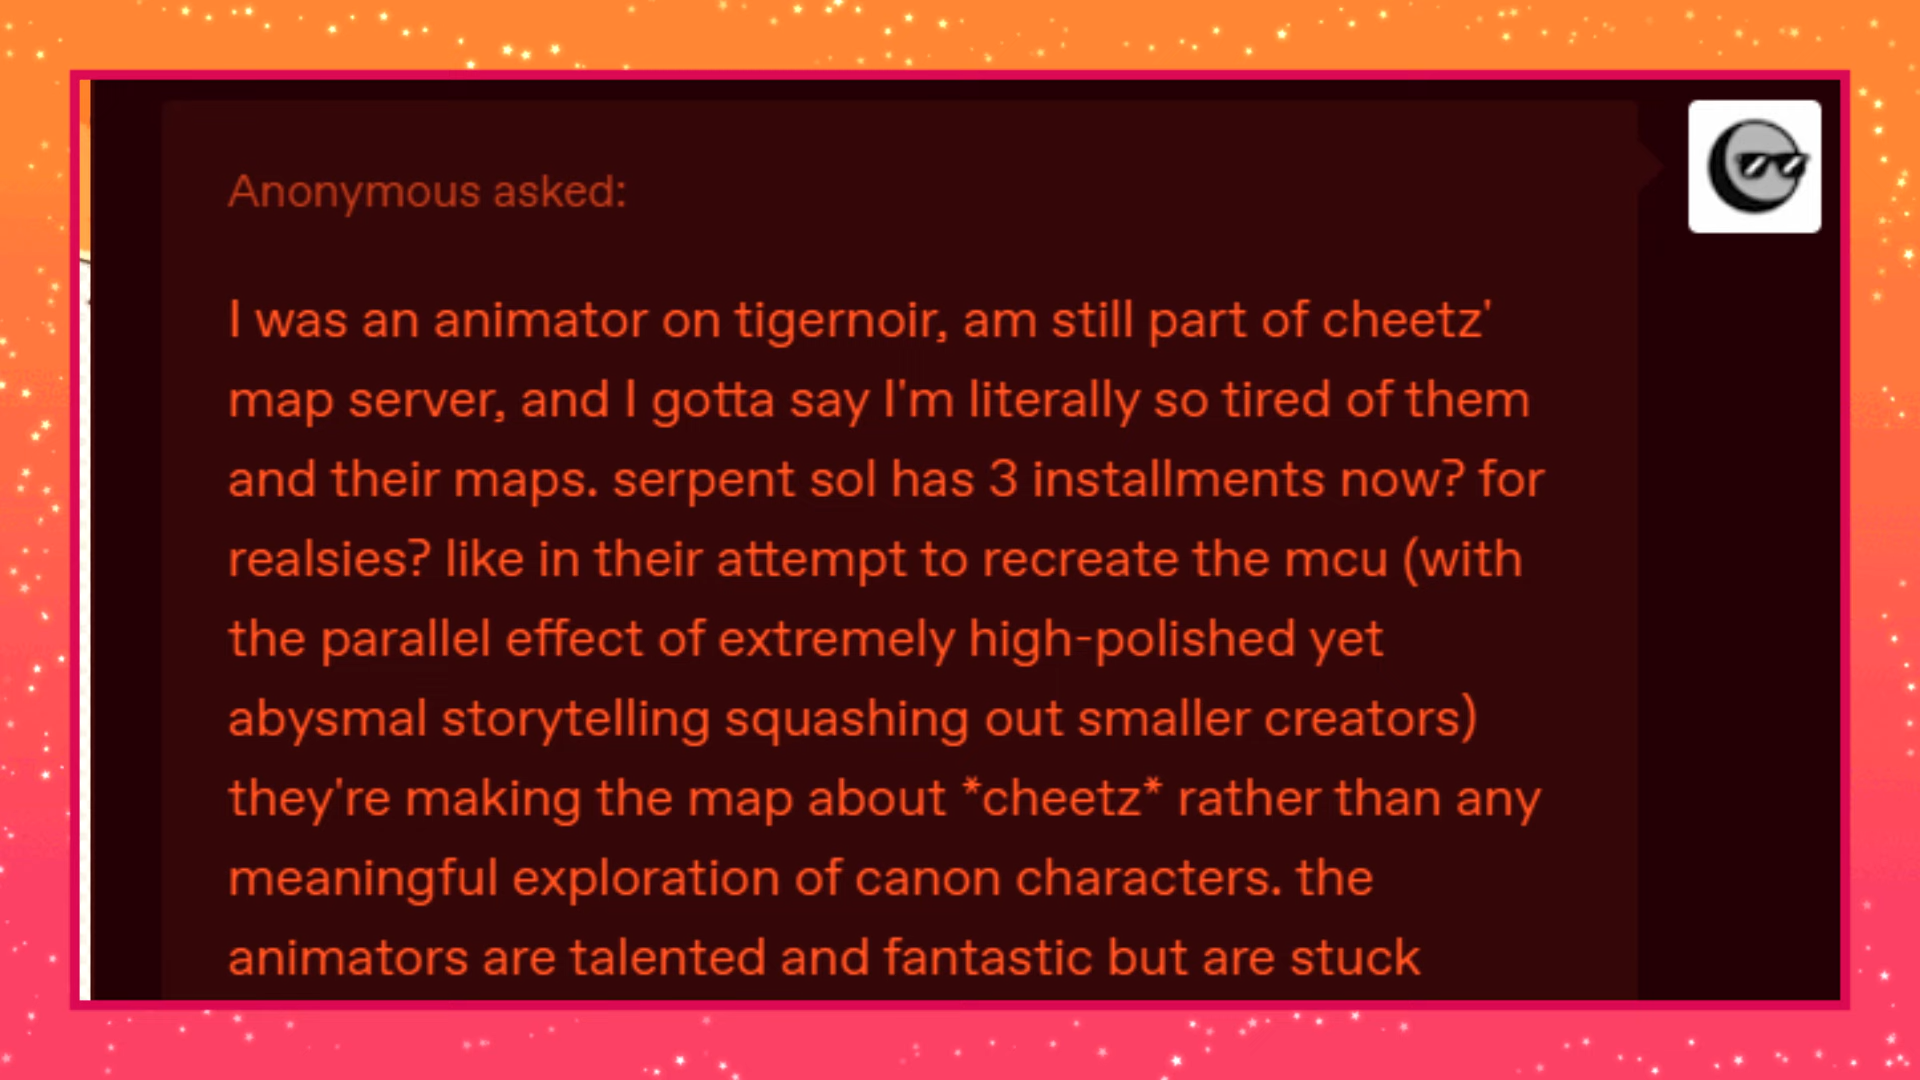 Anonymous asked:
I was an animator on tigernoir, am still part of cheetz'
map server, and I gotta say I'm literally so tired of them
and their maps. serpent sol has 3 installments now? for
realsies? like in their attempt to recreate the mcu (with
the parallel effect of extremely high-polished yet
abysmal storytelling squashing out smaller creators)
they're making the map about *cheetz* rather than any
meaningful exploration of canon characters. the
animators are talented and fantastic but are stuck